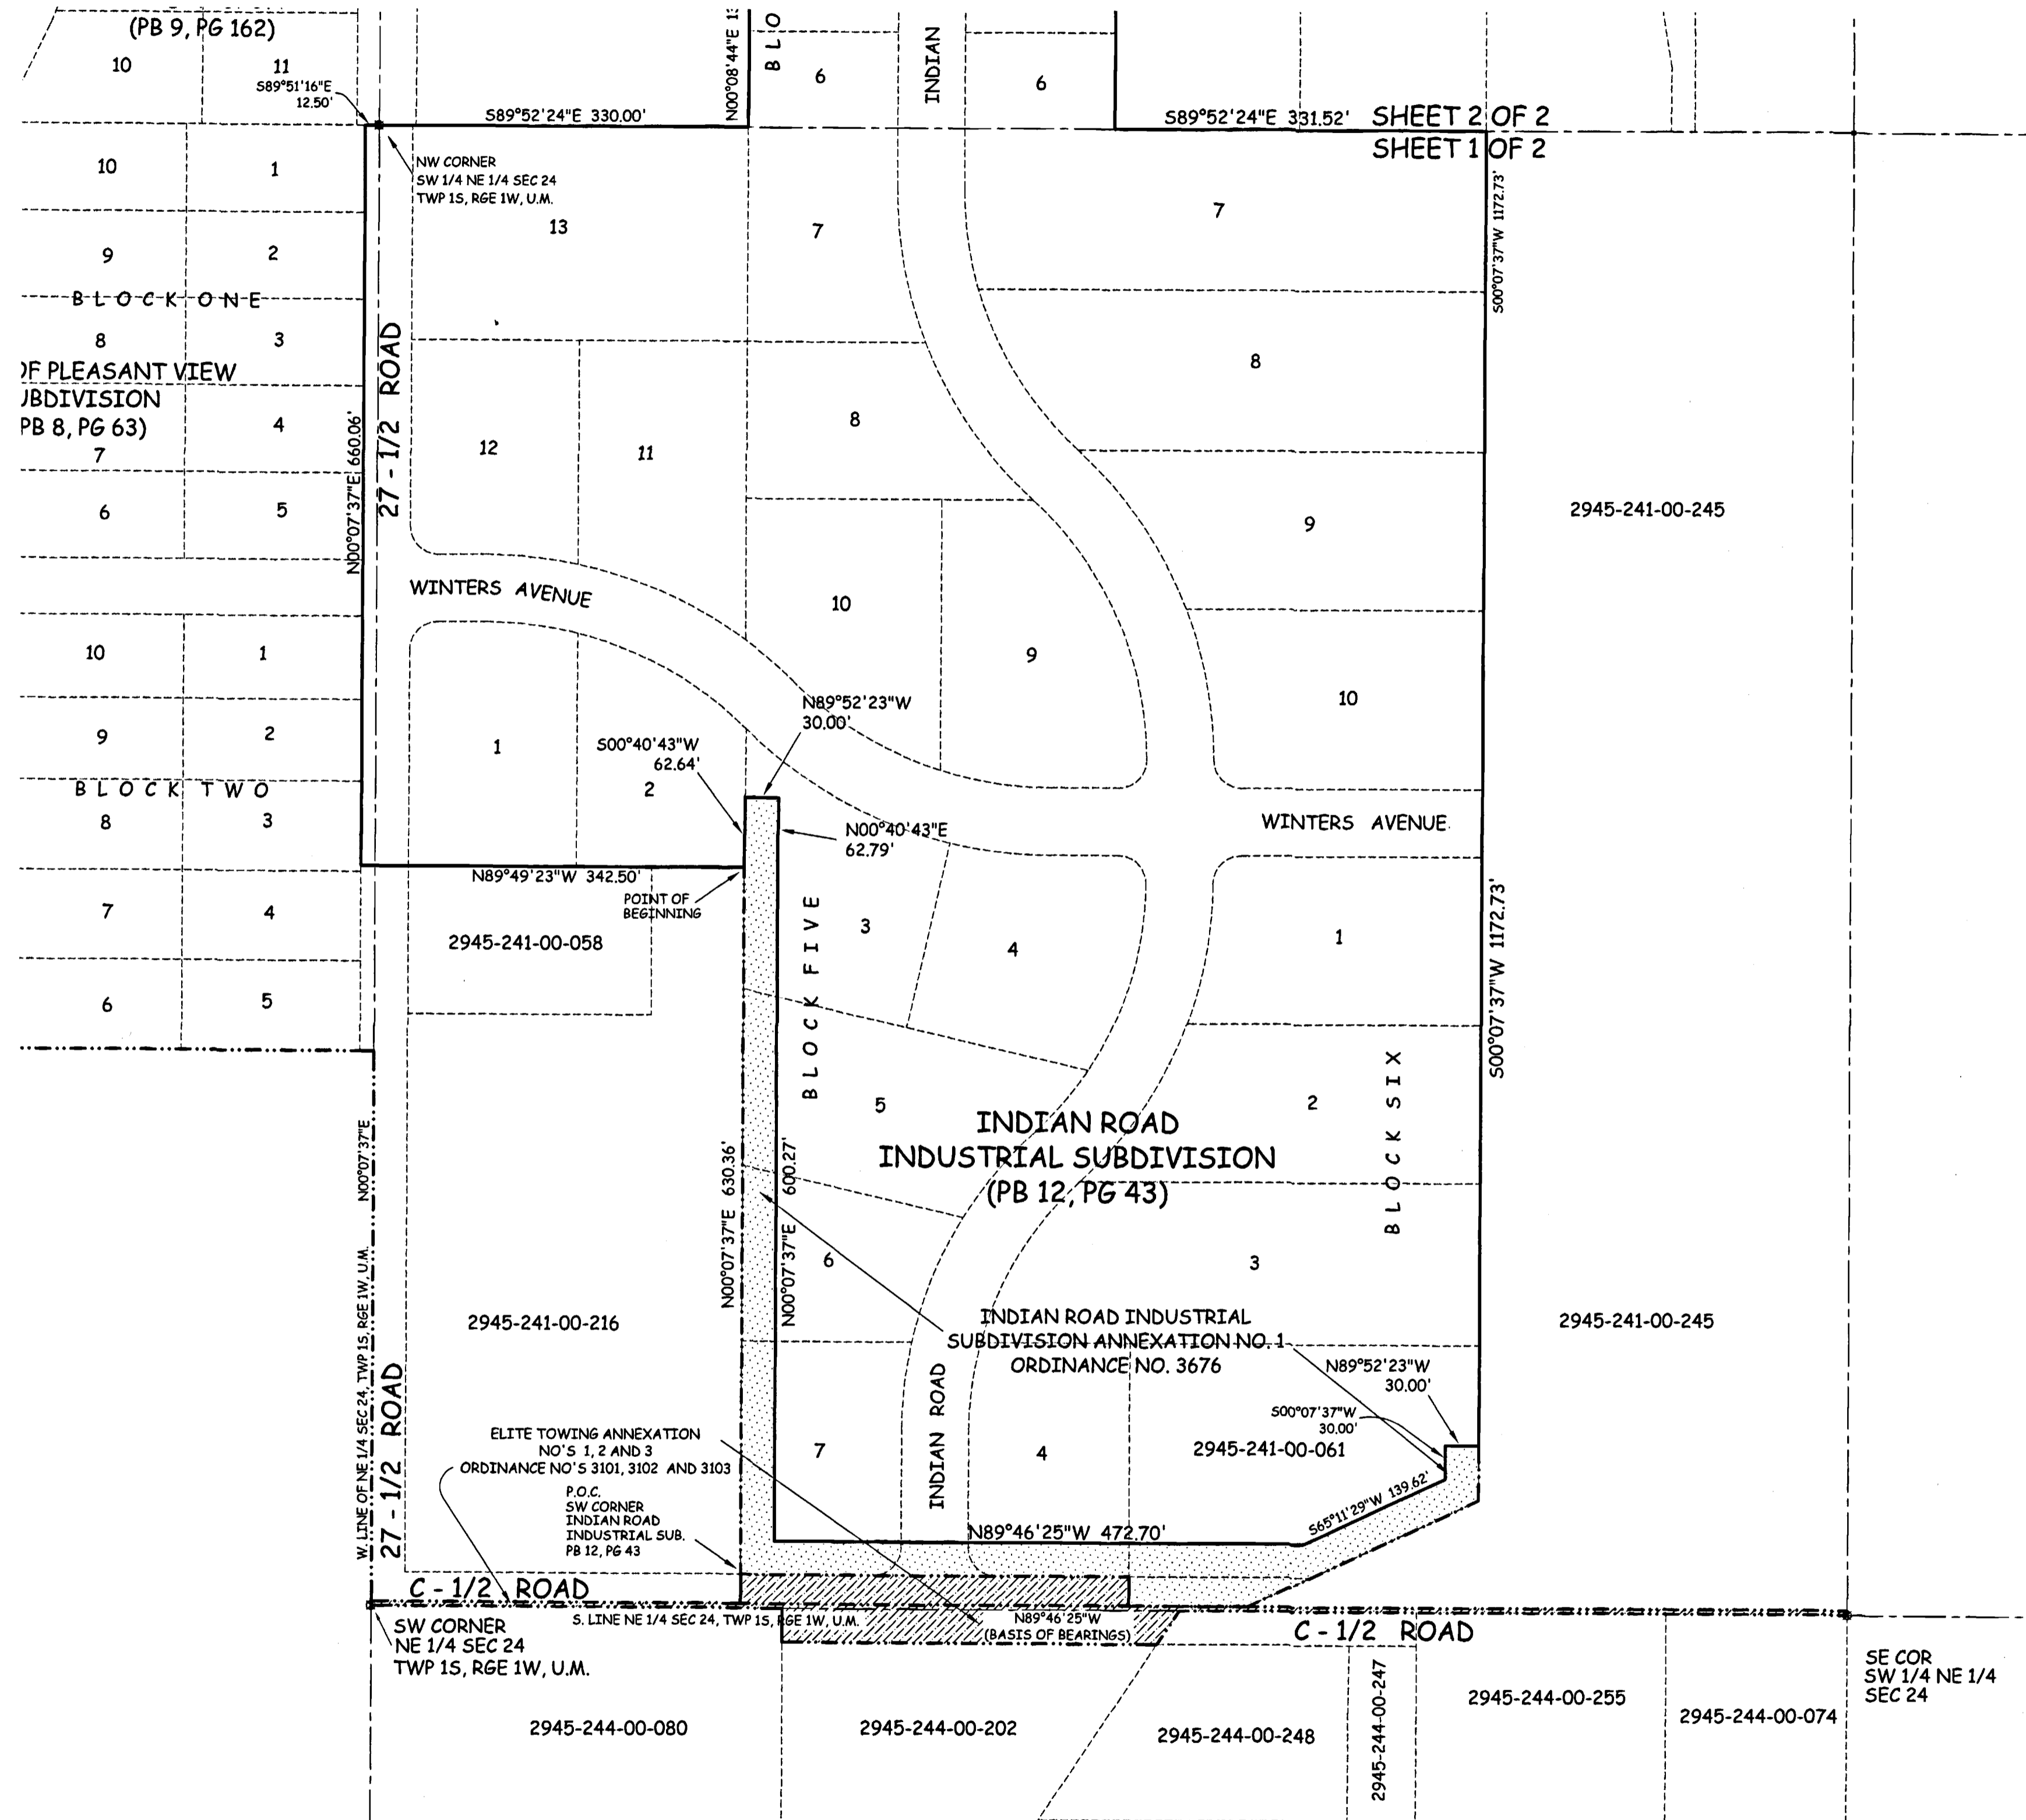 (PB 9, PG 162)
10
11
S89°51'16"E
12.50'
S89°52'24"E 330.00'
N00°08'44"E
BLO
6
INDIAN
6
S89°52'24"E 331.52'
SHEET 2 OF 2
SHEET 1 OF 2
NW CORNER
SW 1/4 NE 1/4 SEC 24
TWP 1S, RGE 1W, U.M.
10
1
9
2
BLOCK ONE
8
3
OF PLEASANT VIEW
UBDIVISION
PB 8, PG 63)
4
7
6
5
N00°07'37"E 660.06'
27 - 1/2 ROAD
13
7
7
S00°07'37"W 1172.73'
8
12
11
8
9
2945-241-00-245
WINTERS AVENUE
10
9
10
10
1
9
2
BLOCK TWO
8
3
7
4
6
5
1
2
S00°40'43"W
62.64'
N89°52'23"W
30.00'
N00°40'43"E
62.79'
WINTERS AVENUE
N89°49'23"W 342.50'
POINT OF
BEGINNING
2945-241-00-058
BLOCK FIVE
3
4
1
S00°07'37"W 1172.73'
5
2
BLOCK SIX
INDIAN ROAD
INDUSTRIAL SUBDIVISION
(PB 12, PG 43)
N00°07'37"E
W. LINE OF NE 1/4 SEC 24, TWP 1S, RGE 1W, U.M.
N00°07'37"E 630.36'
N00°07'37"E 600.27'
6
3
2945-241-00-216
INDIAN ROAD INDUSTRIAL
SUBDIVISION ANNEXATION NO. 1
ORDINANCE NO. 3676
2945-241-00-245
27 - 1/2 ROAD
INDIAN ROAD
N89°52'23"W
30.00'
S00°07'37"W
30.00'
ELITE TOWING ANNEXATION
NO'S 1, 2 AND 3
ORDINANCE NO'S 3101, 3102 AND 3103
7
4
2945-241-00-061
P.O.C.
SW CORNER
INDIAN ROAD
INDUSTRIAL SUB.
PB 12, PG 43
N89°46'25"W 472.70'
S65°11'29"W 139.62'
C - 1/2 ROAD
S. LINE NE 1/4 SEC 24, TWP 1S, RGE 1W, U.M.
N89°46'25"W
(BASIS OF BEARINGS)
C - 1/2 ROAD
SW CORNER
NE 1/4 SEC 24
TWP 1S, RGE 1W, U.M.
SE COR
SW 1/4 NE 1/4
SEC 24
2945-244-00-080
2945-244-00-202
2945-244-00-248
2945-244-00-247
2945-244-00-255
2945-244-00-074